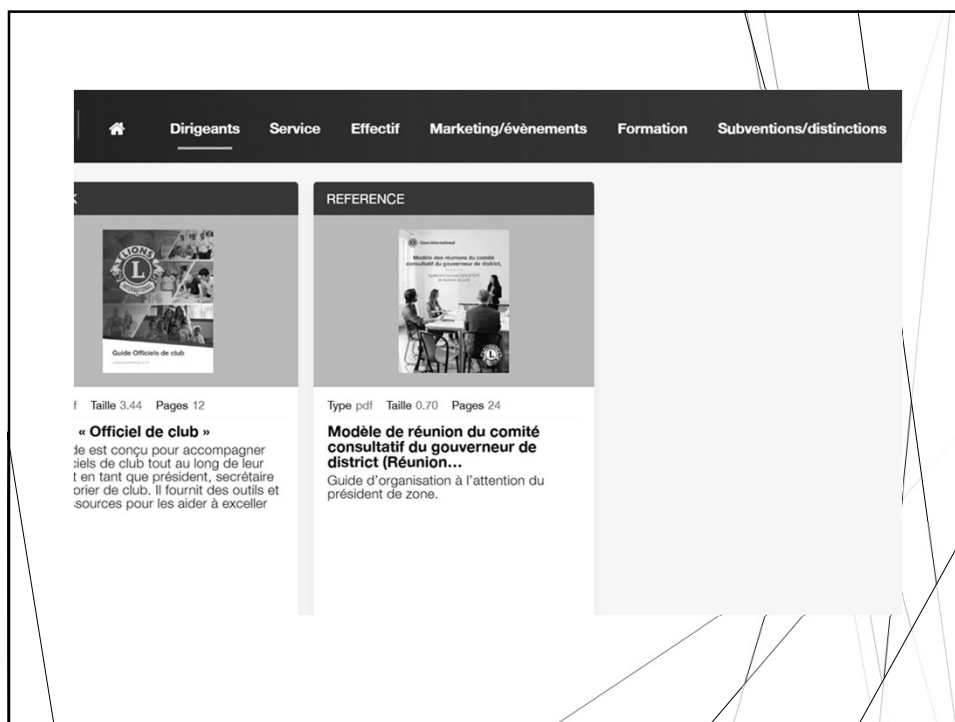 Dirigeants Service Effectif Marketing/évènements Formation Subventions/distinctions
K
LIONS
L
INTERNATIONAL
Guide Officiels de club
f Taille 3.44 Pages 12
« Officiel de club »
de est conçu pour accompagner
ciels de club tout au long de leur
t en tant que président, secrétaire
orier de club. Il fournit des outils et
ssources pour les aider à exceller
REFERENCE
Lions International
Modèle des réunions du comité
consultatif du gouverneur de district,
Type pdf Taille 0.70 Pages 24
Modèle de réunion du comité
consultatif du gouverneur de
district (Réunion…
Guide d'organisation à l'attention du
président de zone.